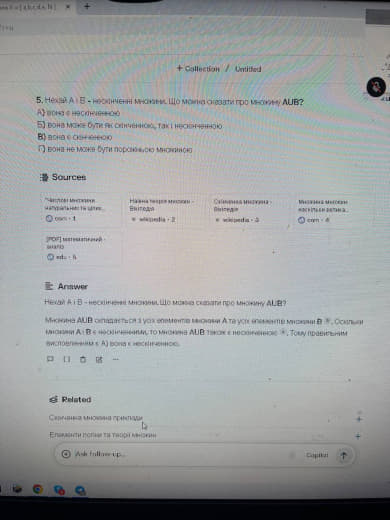 + Collection / Untitled
5. Нехай А і В - нескінченні множини. Що можна сказати про множину AUB?
А) вона є нескінченною
Б) вона може бути як скінченною, так і нескінченною
В) вона є скінченною
Г) вона не може бути порожньою множиною
Sources
"Числові множини
натуральних та цілих...
com · 1
Наївна теорія множин -
Вікіпедія
wikipedia · 2
Скінченна множина -
Вікіпедія
wikipedia · 3
Множина множин
com · 4
[PDF] математичний
аналіз
edu · 5
Answer
Нехай А і В - нескінченні множини. Що можна сказати про множину AUB?
Множина AUB складається з усіх елементів множини А та усіх елементів множини В. Оскільки
множини А і В є нескінченними, то множина AUB також є нескінченною. Тому правильним
висловленням є А) вона є нескінченною.
Related
Скінченна множина приклади
Елементи логіки та теорії множин
Ask follow-up...
Copilot